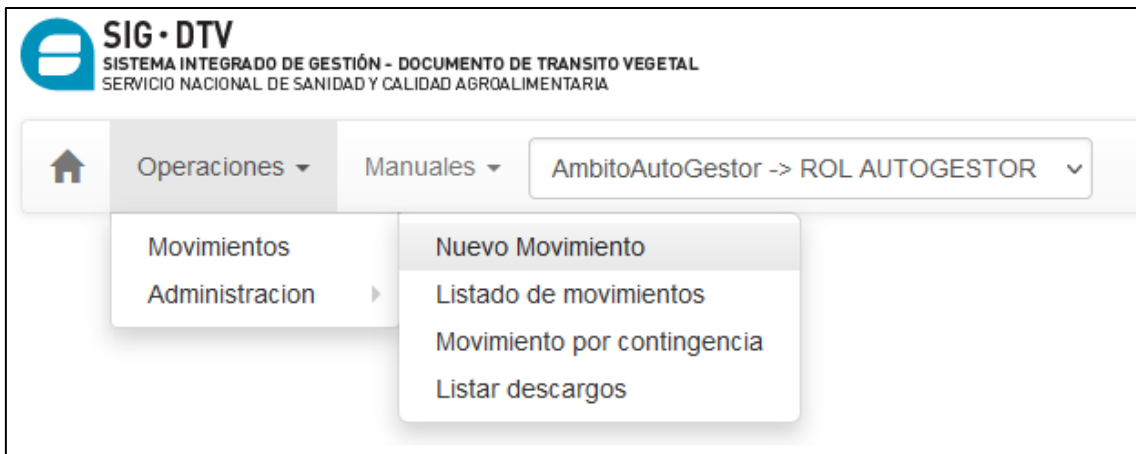 SIG · DTV
SISTEMA INTEGRADO DE GESTIÓN - DOCUMENTO DE TRANSITO VEGETAL
SERVICIO NACIONAL DE SANIDAD Y CALIDAD AGROALIMENTARIA
Operaciones
Manuales
AmbitoAutoGestor -> ROL AUTOGESTOR
Movimientos
Administracion
Nuevo Movimiento
Listado de movimientos
Movimiento por contingencia
Listar descargos